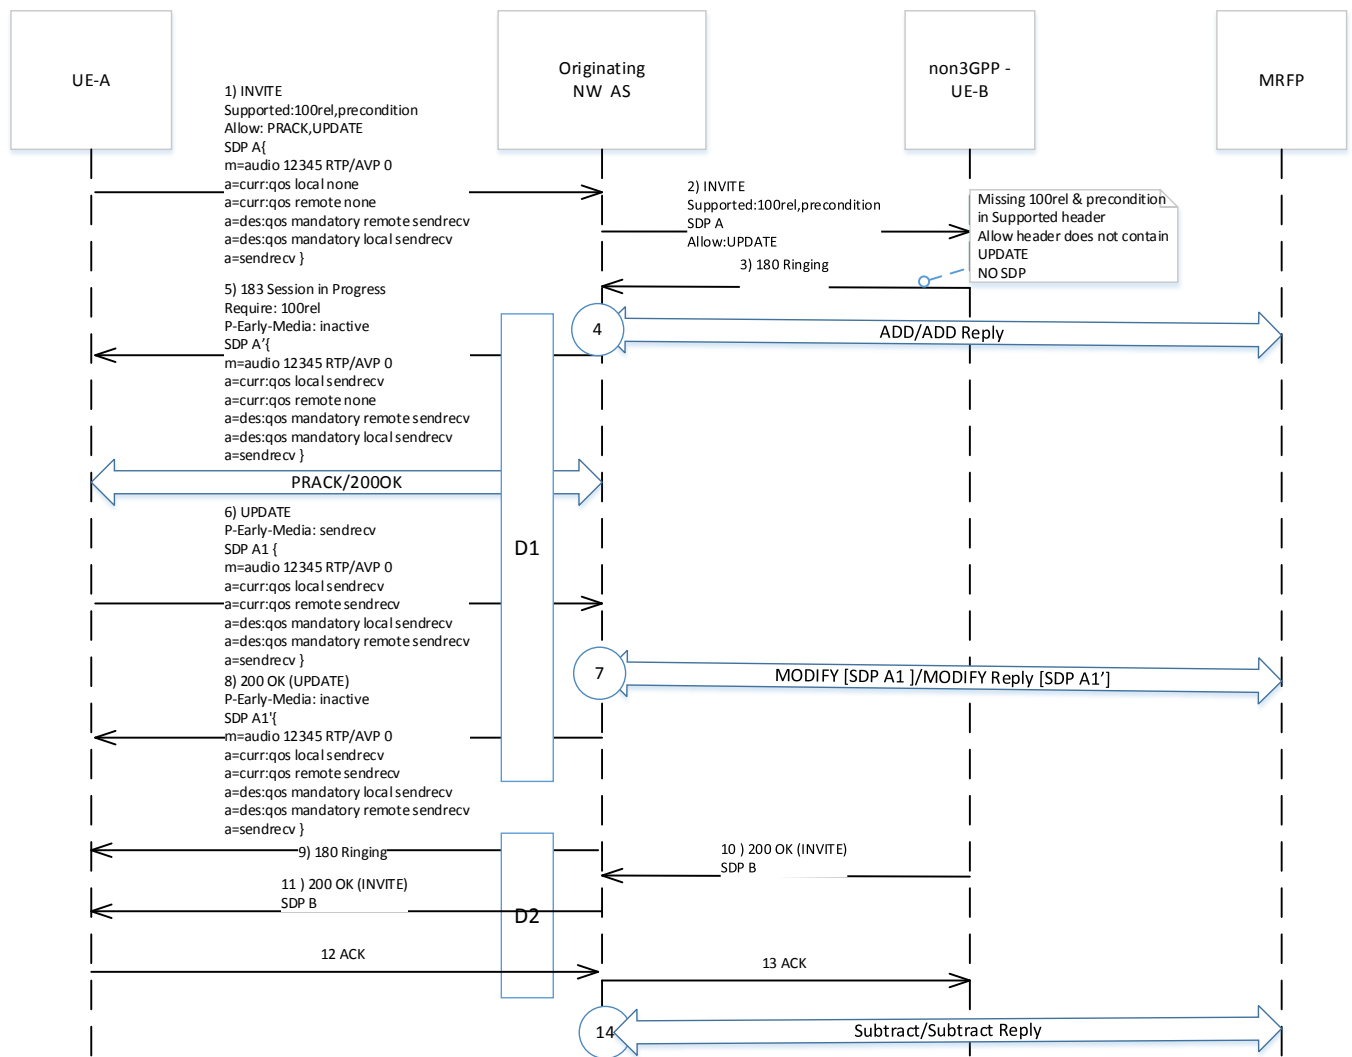 UE-A
Originating
NW AS
non3GPP -
UE-B
MRFP
1) INVITE
Supported:100rel,precondition
Allow: PRACK,UPDATE
SDP A{
m=audio 12345 RTP/AVP 0
a=curr:qos local none
a=curr:qos remote none
a=des:qos mandatory remote sendrecv
a=des:qos mandatory local sendrecv
a=sendrecv }
2) INVITE
Supported:100rel,precondition
SDP A
Allow:UPDATE
Missing 100rel & precondition
in Supported header
Allow header does not contain
UPDATE
NO SDP
3) 180 Ringing
4
ADD/ADD Reply
5) 183 Session in Progress
Require: 100rel
P-Early-Media: inactive
SDP A’{
m=audio 12345 RTP/AVP 0
a=curr:qos local sendrecv
a=curr:qos remote none
a=des:qos mandatory remote sendrecv
a=des:qos mandatory local sendrecv
a=sendrecv }
PRACK/200OK
D1
6) UPDATE
P-Early-Media: sendrecv
SDP A1 {
m=audio 12345 RTP/AVP 0
a=curr:qos local sendrecv
a=curr:qos remote sendrecv
a=des:qos mandatory local sendrecv
a=des:qos mandatory remote sendrecv
a=sendrecv }
7
MODIFY [SDP A1 ]/MODIFY Reply [SDP A1’]
8) 200 OK (UPDATE)
P-Early-Media: inactive
SDP A1'{
m=audio 12345 RTP/AVP 0
a=curr:qos local sendrecv
a=curr:qos remote sendrecv
a=des:qos mandatory local sendrecv
a=des:qos mandatory remote sendrecv
a=sendrecv }
9) 180 Ringing
10 ) 200 OK (INVITE)
SDP B
11 ) 200 OK (INVITE)
SDP B
D2
12 ACK
13 ACK
14
Subtract/Subtract Reply